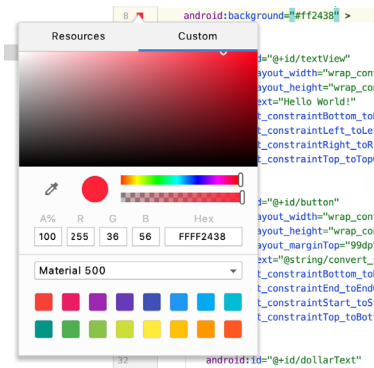 8 android:background="#ff2438" >
Resources Custom
d="@+id/textView"
ayout_width="wrap_con
ayout_height="wrap_co
ext="Hello World!"
t_constraintBottom_to
t_constraintLeft_toLe
t_constraintRight_toR
t_constraintTop_toTop
A% R G B Hex
100 255 36 56 FFFF2438
d="@+id/button"
ayout_width="wrap_con
ayout_height="wrap_co
ayout_marginTop="99dp
ext="@string/convert_
Material 500
t_constraintBottom_to
t_constraintEnd_toEnd
t_constraintStart_toS
t_constraintTop_toBot
32 android:id="@+id/dollarText"